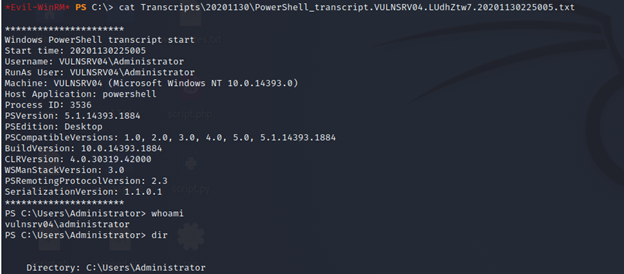 *Evil-WinRM* PS C:\> cat Transcripts\20201130\PowerShell_transcript.VULNSRV04.LUdhZtw7.20201130225005.txt
**********************
Windows PowerShell transcript start
Start time: 20201130225005
Username: VULNSRV04\Administrator
RunAs User: VULNSRV04\Administrator
Machine: VULNSRV04 (Microsoft Windows NT 10.0.14393.0)
Host Application: powershell
Process ID: 3536
PSVersion: 5.1.14393.1884
PSEdition: Desktop
PSCompatibleVersions: 1.0, 2.0, 3.0, 4.0, 5.0, 5.1.14393.1884
BuildVersion: 10.0.14393.1884
CLRVersion: 4.0.30319.42000
WSManStackVersion: 3.0
PSRemotingProtocolVersion: 2.3
SerializationVersion: 1.1.0.1
**********************
PS C:\Users\Administrator> whoami
vulnsrv04\administrator
PS C:\Users\Administrator> dir
Directory: C:\Users\Administrator